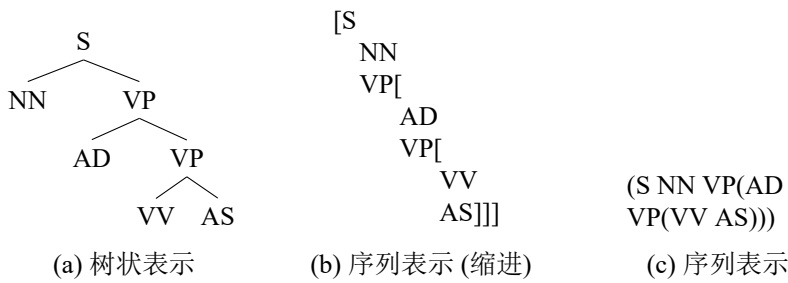 S
NN VP
AD VP
VV AS
(a) 树状表示
[S
NN
VP[
AD
VP[
VV
AS]]]
(b) 序列表示 (缩进)
(S NN VP(AD
VP(VV AS)))
(c) 序列表示